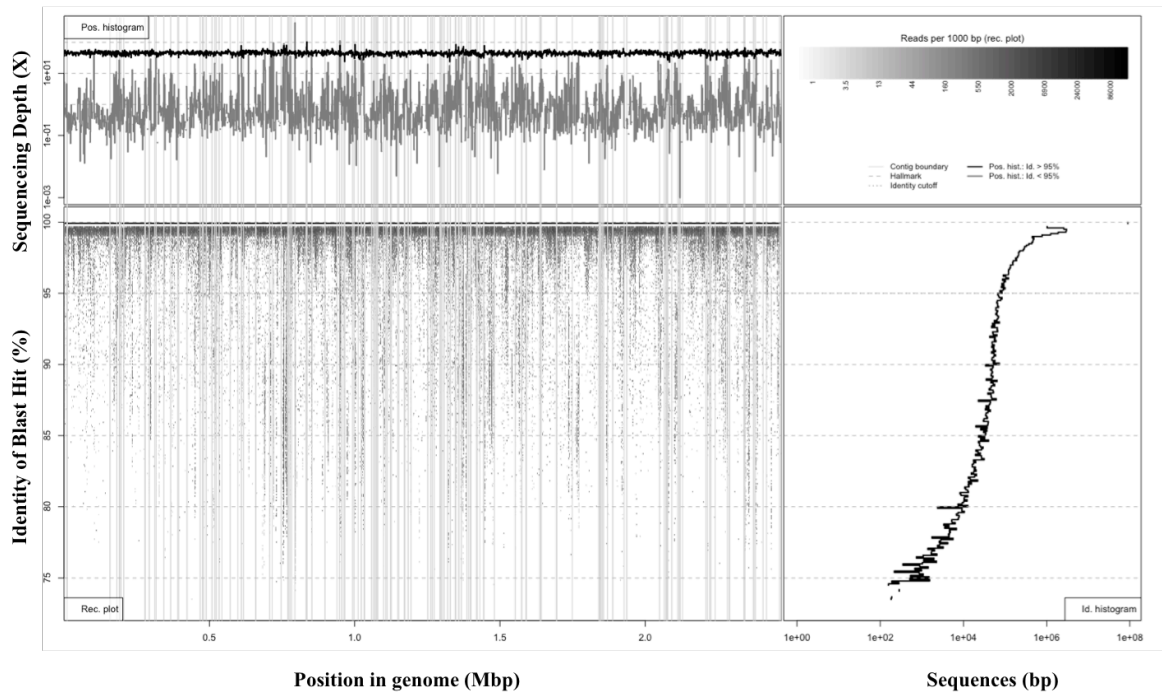 Pos. histogram
Sequenceing Depth (X)
1e+01
1e-01
1e-03
Reads per 1000 bp (rec. plot)
1
3.5
13
44
160
550
2000
6900
24000
86000
Contig boundary
Hallmark
Identity cutoff
Pos. hist.: Id. > 95%
Pos. hist.: Id. < 95%
Identity of Blast Hit (%)
100
95
90
85
80
75
Rec. plot
0.5
1.0
1.5
2.0
Position in genome (Mbp)
Id. histogram
1e+00
1e+02
1e+04
1e+06
1e+08
Sequences (bp)